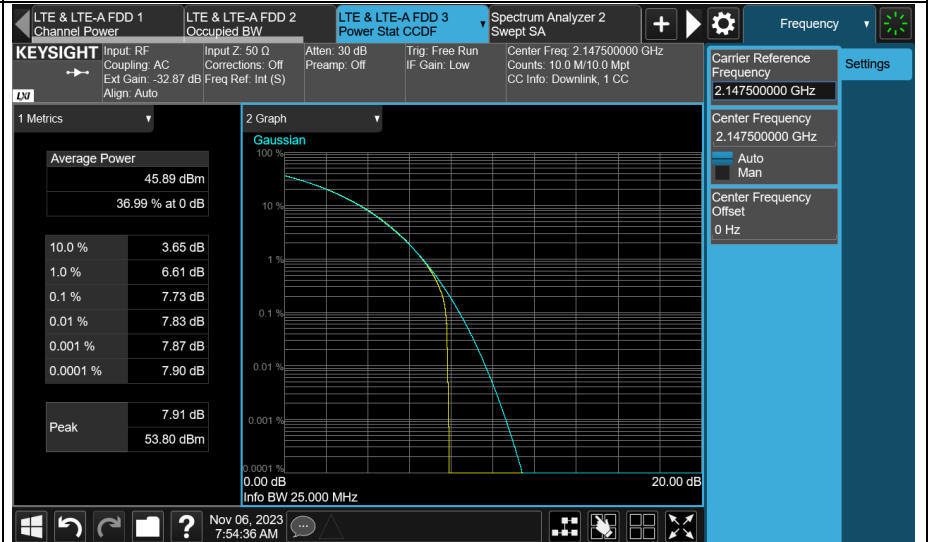 LTE & LTE-A FDD 1
Channel Power
LTE & LTE-A FDD 2
Occupied BW
LTE & LTE-A FDD 3
Power Stat CCDF
Spectrum Analyzer 2
Swept SA
Frequency
KEYSIGHT
LXI
Input: RF
Coupling: AC
Ext Gain: -32.87 dB
Align: Auto
Input Z: 50 Ω
Corrections: Off
Freq Ref: Int (S)
Atten: 30 dB
Preamp: Off
Trig: Free Run
IF Gain: Low
Center Freq: 2.147500000 GHz
Counts: 10.0 M/10.0 Mpt
CC Info: Downlink, 1 CC
Carrier Reference
Frequency
2.147500000 GHz
Settings
Center Frequency
2.147500000 GHz
Auto
Man
Center Frequency
Offset
0 Hz
1 Metrics
Average Power
45.89 dBm
36.99 % at 0 dB
10.0 % 3.65 dB
1.0 % 6.61 dB
0.1 % 7.73 dB
0.01 % 7.83 dB
0.001 % 7.87 dB
0.0001 % 7.90 dB
Peak
7.91 dB
53.80 dBm
2 Graph
Gaussian
100 %
10 %
1 %
0.1 %
0.01 %
0.001 %
0.0001 %
0.00 dB 20.00 dB
Info BW 25.000 MHz
Nov 06, 2023
7:54:36 AM